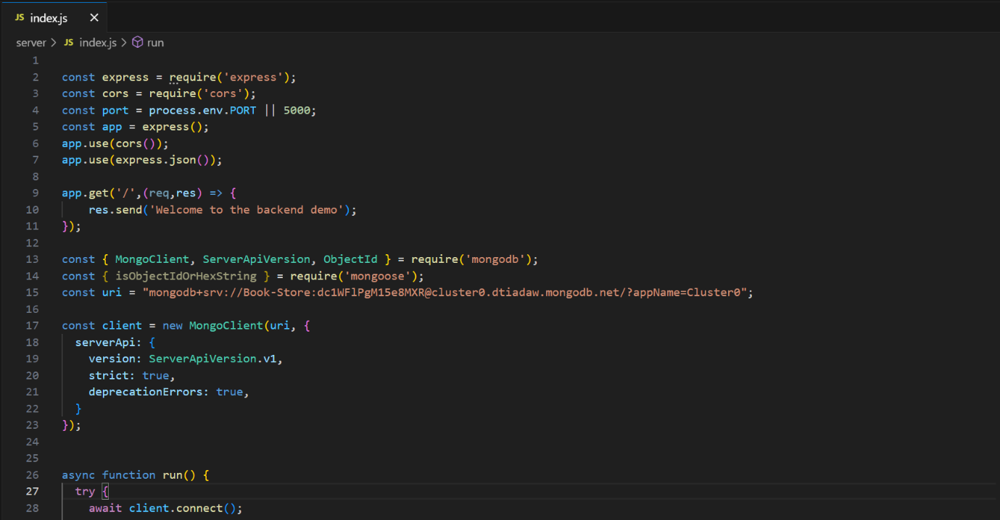 JS index.js ×
server > JS index.js > run
1
2 const express = require('express');
3 const cors = require('cors');
4 const port = process.env.PORT || 5000;
5 const app = express();
6 app.use(cors());
7 app.use(express.json());
8
9 app.get('/',(req,res) => {
10     res.send('Welcome to the backend demo');
11 });
12
13 const { MongoClient, ServerApiVersion, ObjectId } = require('mongodb');
14 const { isObjectIdOrHexString } = require('mongoose');
15 const uri = "mongodb+srv://Book-Store:dc1WFlPgM15e8MXR@cluster0.dtiadaw.mongodb.net/?appName=Cluster0";
16
17 const client = new MongoClient(uri, {
18   serverApi: {
19     version: ServerApiVersion.v1,
20     strict: true,
21     deprecationErrors: true,
22   }
23 });
24
25
26 async function run() {
27   try {
28     await client.connect();